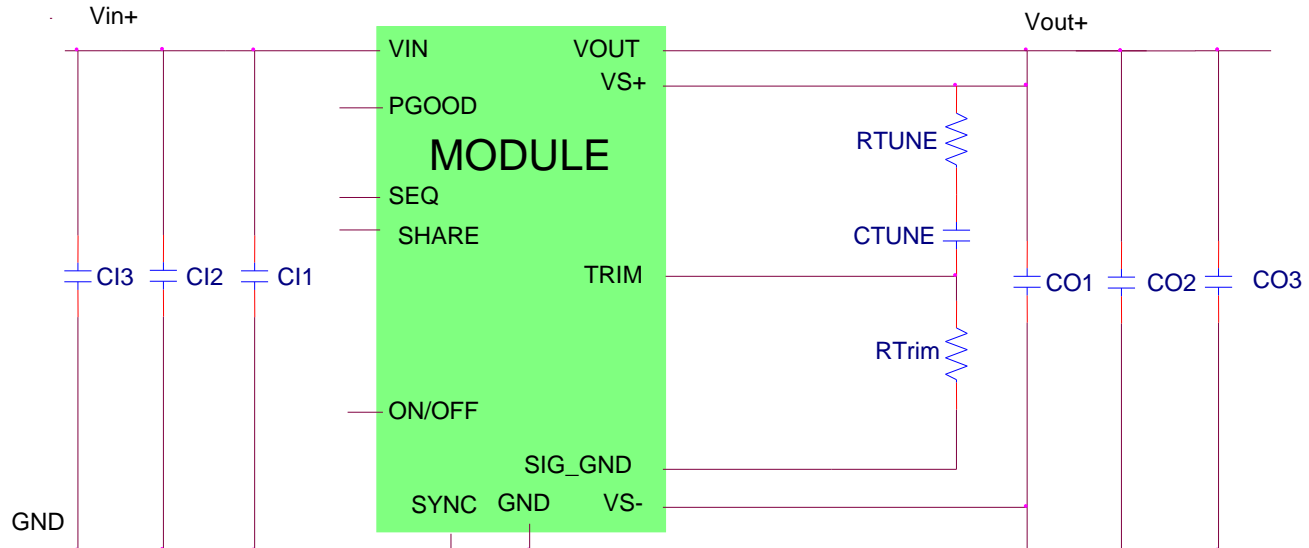 Vin+
Vout+
VIN
VOUT
VS+
PGOOD
MODULE
RTUNE
SEQ
SHARE
CTUNE
TRIM
CI3
CI2
CI1
CO1
CO2
CO3
RTrim
ON/OFF
SIG_GND
SYNC
GND
VS-
GND